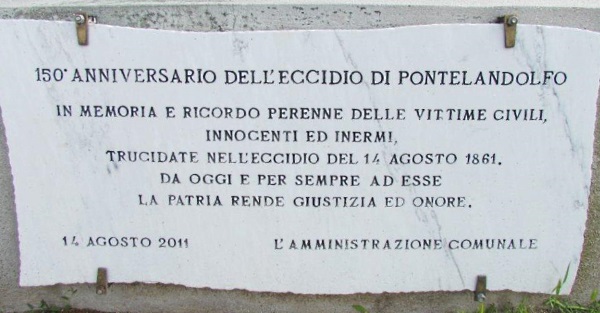 150° ANNIVERSARIO DELL'ECCIDIO DI PONTELANDOLFO
IN MEMORIA E RICORDO PERENNE DELLE VITTIME CIVILI,
INNOCENTI ED INERMI,
TRUCIDATE NELL'ECCIDIO DEL 14 AGOSTO 1861.
DA OGGI E PER SEMPRE AD ESSE
LA PATRIA RENDE GIUSTIZIA ED ONORE.
14 AGOSTO 2011 L'AMMINISTRAZIONE COMUNALE